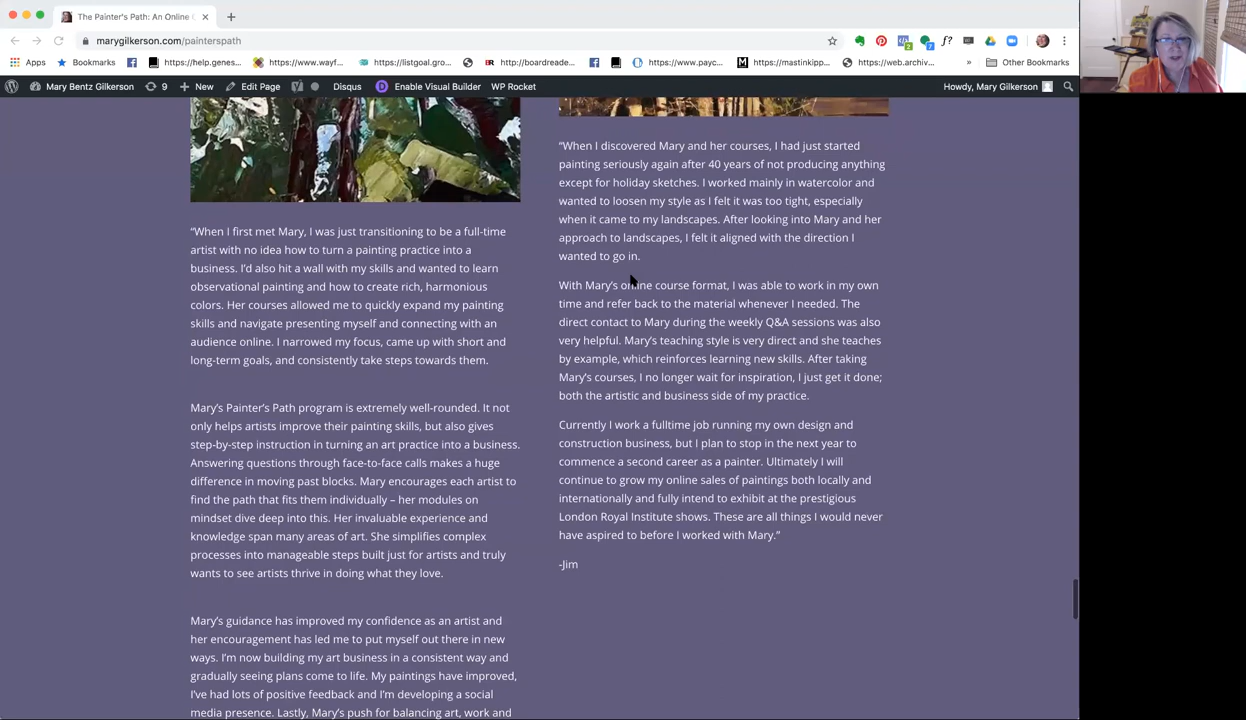 The Painter's Path: An Online C
marygilkerson.com/painterspath
Apps
Bookmarks
https://help.genes...
https://www.wayf...
https://listgoal.gro...
http://boardreade...
https://www.payc...
https://mastinkipp...
https://web.archiv...
»
Other Bookmarks
Mary Bentz Gilkerson
9
New
Edit Page
Disqus
Enable Visual Builder
WP Rocket
Howdy, Mary Gilkerson
“When I first met Mary, I was just transitioning to be a full-time
artist with no idea how to turn a painting practice into a
business. I’d also hit a wall with my skills and wanted to learn
observational painting and how to create rich, harmonious
colors. Her courses allowed me to quickly expand my painting
skills and navigate presenting myself and connecting with an
audience online. I narrowed my focus, came up with short and
long-term goals, and consistently take steps towards them.
Mary’s Painter’s Path program is extremely well-rounded. It not
only helps artists improve their painting skills, but also gives
step-by-step instruction in turning an art practice into a business.
Answering questions through face-to-face calls makes a huge
difference in moving past blocks. Mary encourages each artist to
find the path that fits them individually – her modules on
mindset dive deep into this. Her invaluable experience and
knowledge span many areas of art. She simplifies complex
processes into manageable steps built just for artists and truly
wants to see artists thrive in doing what they love.
Mary’s guidance has improved my confidence as an artist and
her encouragement has led me to put myself out there in new
ways. I’m now building my art business in a consistent way and
gradually seeing plans come to life. My paintings have improved,
I’ve had lots of positive feedback and I’m developing a social
media presence. Lastly, Mary’s push for balancing art, work and
“When I discovered Mary and her courses, I had just started
painting seriously again after 40 years of not producing anything
except for holiday sketches. I worked mainly in watercolor and
wanted to loosen my style as I felt it was too tight, especially
when it came to my landscapes. After looking into Mary and her
approach to landscapes, I felt it aligned with the direction I
wanted to go in.
With Mary’s online course format, I was able to work in my own
time and refer back to the material whenever I needed. The
direct contact to Mary during the weekly Q&A sessions was also
very helpful. Mary’s teaching style is very direct and she teaches
by example, which reinforces learning new skills. After taking
Mary’s courses, I no longer wait for inspiration, I just get it done;
both the artistic and business side of my practice.
Currently I work a fulltime job running my own design and
construction business, but I plan to stop in the next year to
commence a second career as a painter. Ultimately I will
continue to grow my online sales of paintings both locally and
internationally and fully intend to exhibit at the prestigious
London Royal Institute shows. These are all things I would never
have aspired to before I worked with Mary.”
-Jim